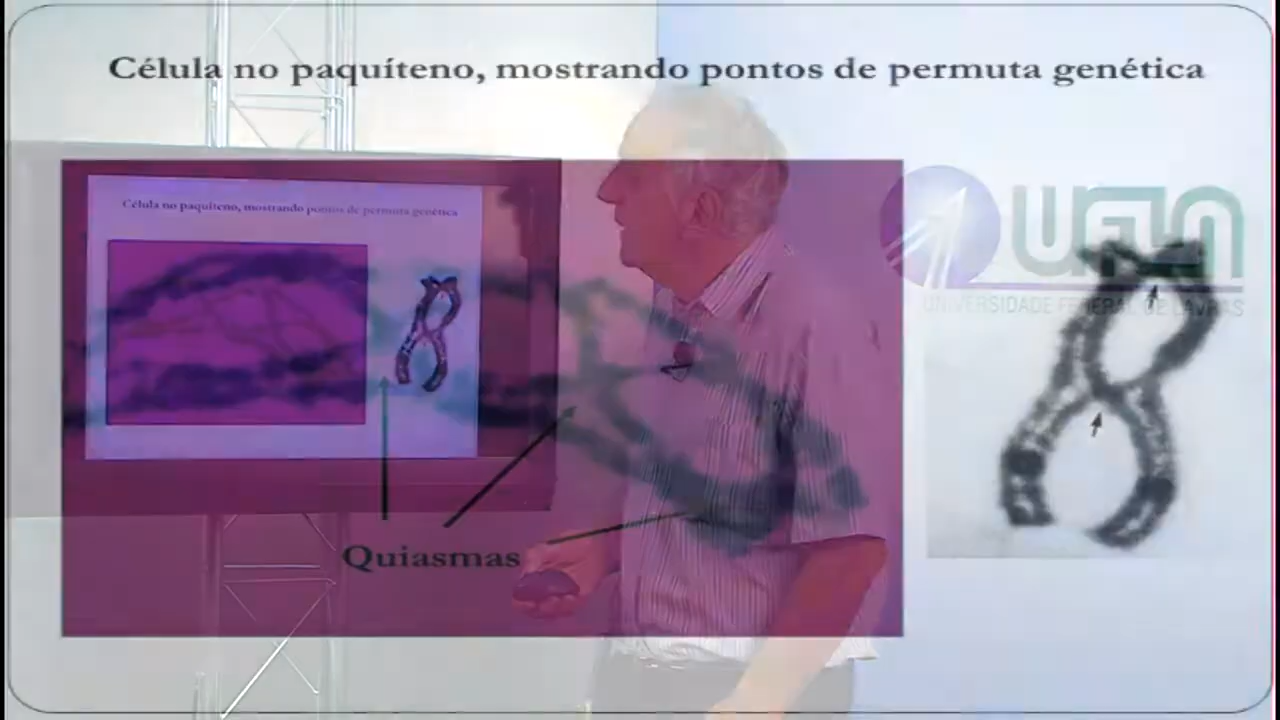 Célula no paquíteno, mostrando pontos de permuta genética
Célula no paquíteno, mostrando pontos de permuta genética
UFLA
UNIVERSIDADE FEDERAL DE LAVRAS
Quiasmas